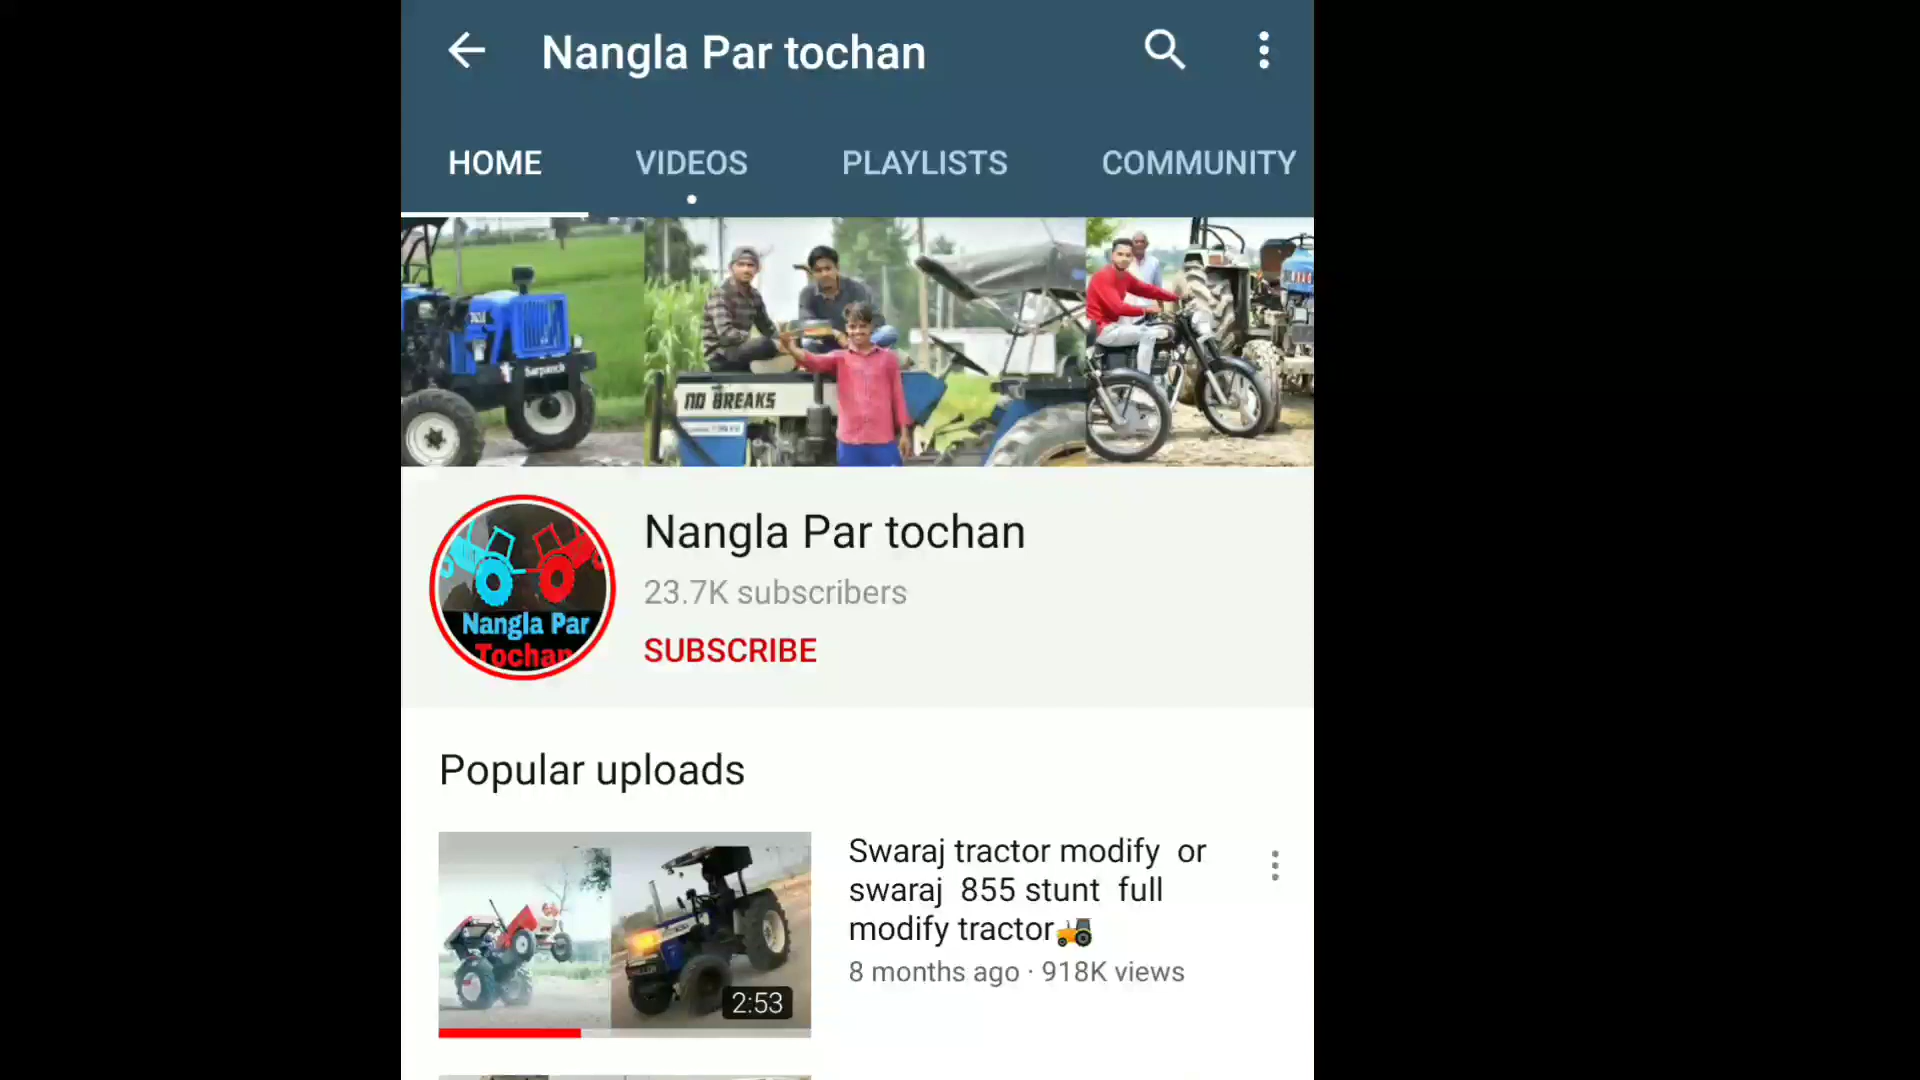 Nangla Par tochan
HOME VIDEOS PLAYLISTS COMMUNITY
Sarpanch
NO BREAKS
Nangla Par tochan
23.7K subscribers
SUBSCRIBE
Nangla Par
Tochan
Popular uploads
Swaraj tractor modify or
swaraj 855 stunt full
modify tractor🚜
8 months ago · 918K views
2:53